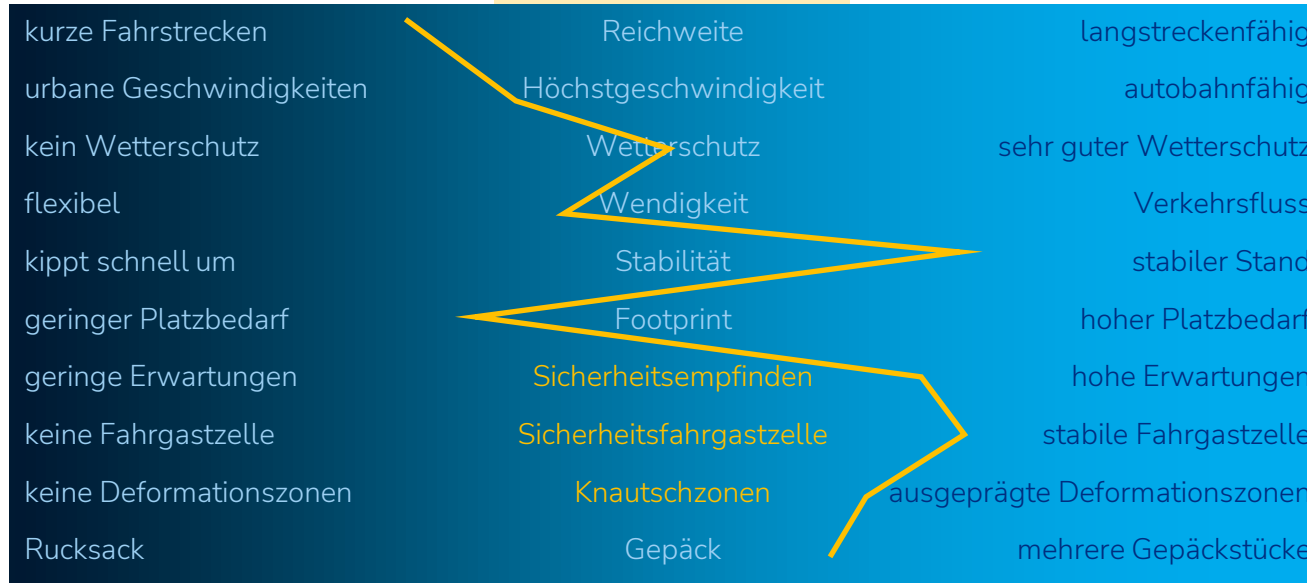 kurze Fahrstrecken Reichweite langstreckenfähig
urbane Geschwindigkeiten Höchstgeschwindigkeit autobahnfähig
kein Wetterschutz Wetterschutz sehr guter Wetterschutz
flexibel Wendigkeit Verkehrsfluss
kippt schnell um Stabilität stabiler Stand
geringer Platzbedarf Footprint hoher Platzbedarf
geringe Erwartungen Sicherheitsempfinden hohe Erwartungen
keine Fahrgastzelle Sicherheitsfahrgastzelle stabile Fahrgastzelle
keine Deformationszonen Knautschzonen ausgeprägte Deformationszonen
Rucksack Gepäck mehrere Gepäckstücke